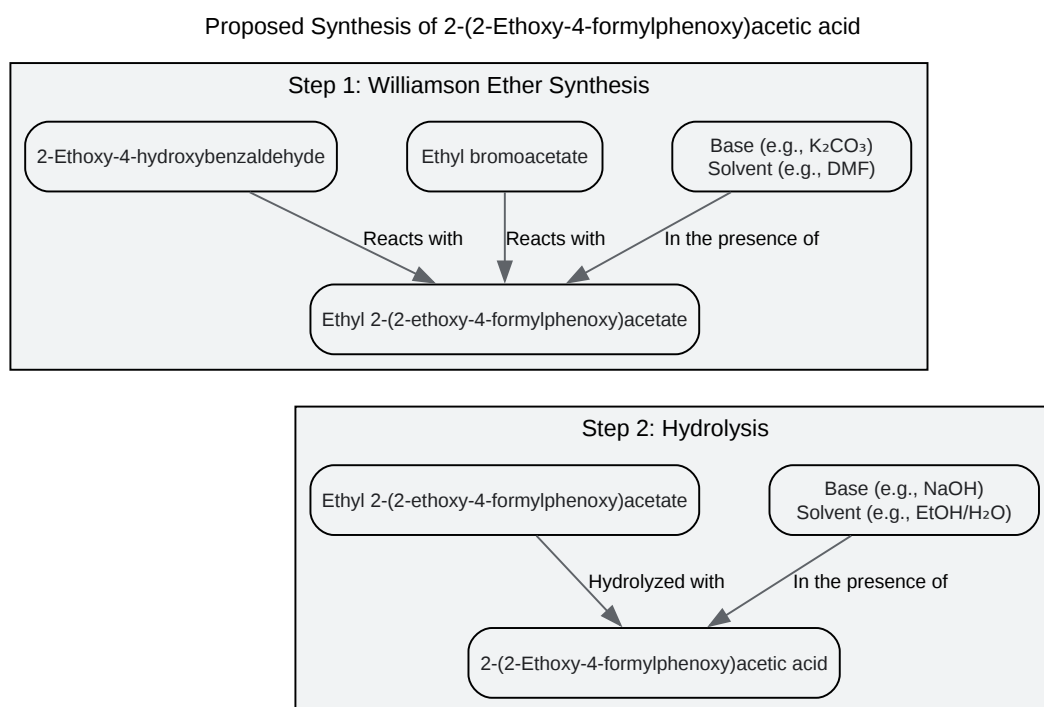 Proposed Synthesis of 2-(2-Ethoxy-4-formylphenoxy)acetic acid
Step 1: Williamson Ether Synthesis
2-Ethoxy-4-hydroxybenzaldehyde
Ethyl bromoacetate
Base (e.g., K₂CO₃)
Solvent (e.g., DMF)
Reacts with
Reacts with
In the presence of
Ethyl 2-(2-ethoxy-4-formylphenoxy)acetate
Step 2: Hydrolysis
Ethyl 2-(2-ethoxy-4-formylphenoxy)acetate
Base (e.g., NaOH)
Solvent (e.g., EtOH/H₂O)
Hydrolyzed with
In the presence of
2-(2-Ethoxy-4-formylphenoxy)acetic acid